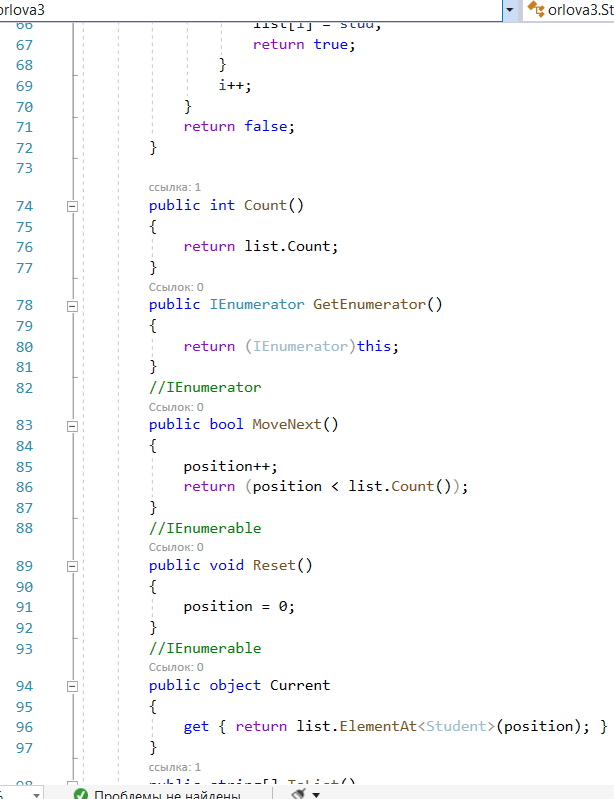 orlova3 orlova3.St
66 list[i] = stud;
67 return true;
68 }
69 i++;
70 }
71 return false;
72 }
73
ссылка: 1
74 public int Count()
75 {
76 return list.Count;
77 }
Ссылок: 0
78 public IEnumerator GetEnumerator()
79 {
80 return (IEnumerator)this;
81 }
82 //IEnumerator
Ссылок: 0
83 public bool MoveNext()
84 {
85 position++;
86 return (position < list.Count());
87 }
88 //IEnumerable
Ссылок: 0
89 public void Reset()
90 {
91 position = 0;
92 }
93 //IEnumerable
Ссылок: 0
94 public object Current
95 {
96 get { return list.ElementAt<Student>(position); }
97 }
ссылка: 1
98 public string[] ToList()
% Проблемы не найдены